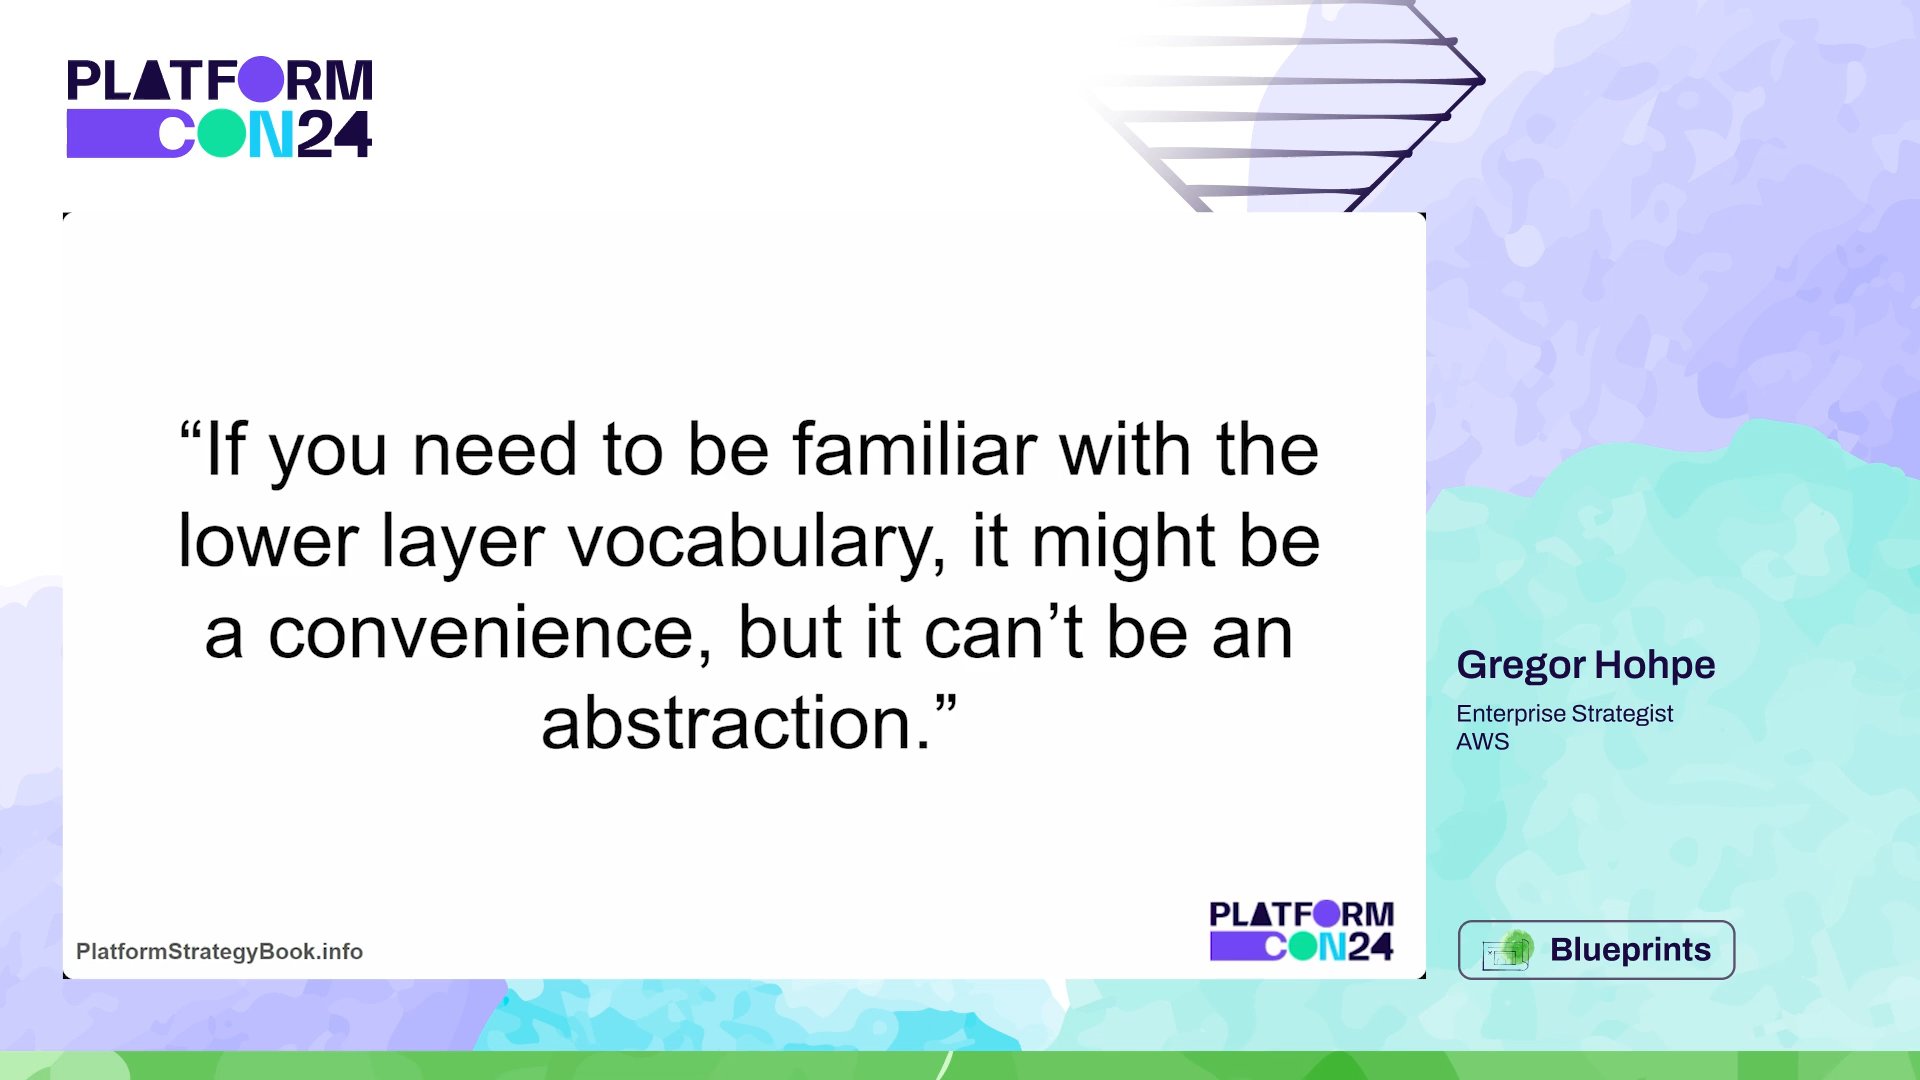 PLATFORM
CON24
“If you need to be familiar with the
lower layer vocabulary, it might be
a convenience, but it can’t be an
abstraction.”
PlatformStrategyBook.info
PLATFORM
CON24
Gregor Hohpe
Enterprise Strategist
AWS
Blueprints